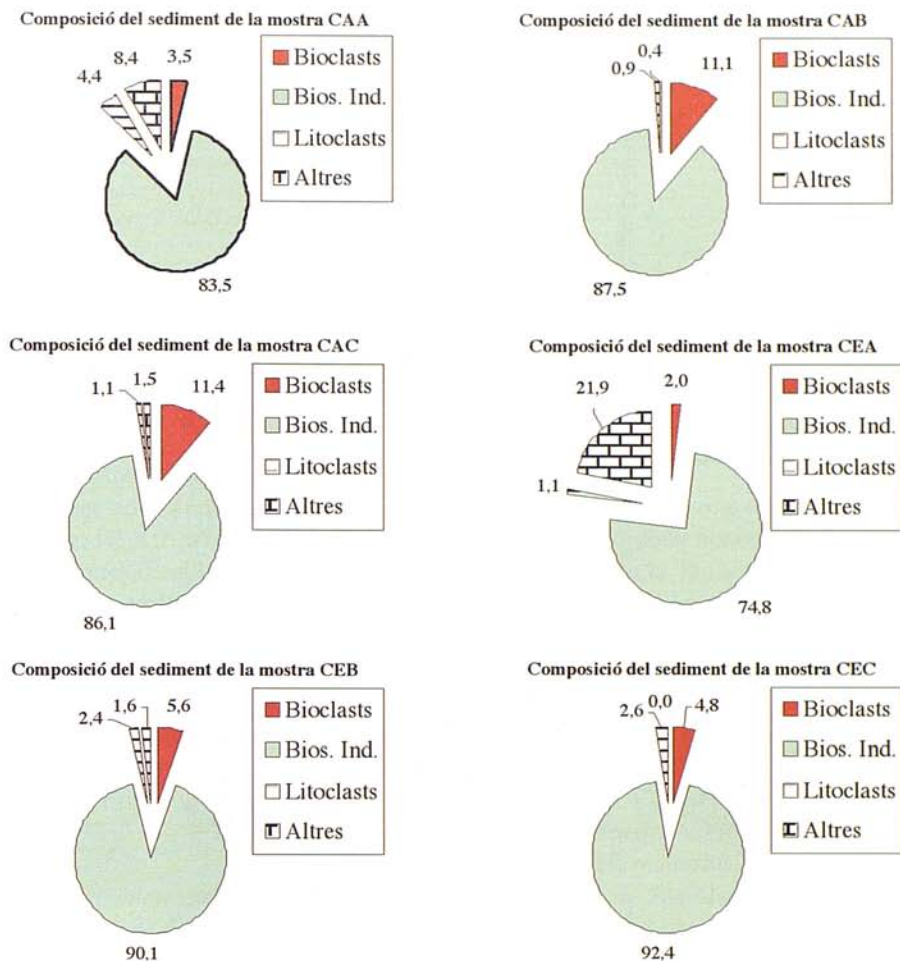 Composició del sediment de la mostra CAA
4,4
8,4
3,5
83,5
Bioclasts
Bios. Ind.
Litoclasts
Altres
Composició del sediment de la mostra CAB
0,9
0,4
11,1
87,5
Bioclasts
Bios. Ind.
Litoclasts
Altres
Composició del sediment de la mostra CAC
1,1
1,5
11,4
86,1
Bioclasts
Bios. Ind.
Litoclasts
Altres
Composició del sediment de la mostra CEA
21,9
2,0
1,1
74,8
Bioclasts
Bios. Ind.
Litoclasts
Altres
Composició del sediment de la mostra CEB
2,4
1,6
5,6
90,1
Bioclasts
Bios. Ind.
Litoclasts
Altres
Composició del sediment de la mostra CEC
2,6
0,0
4,8
92,4
Bioclasts
Bios. Ind.
Litoclasts
Altres